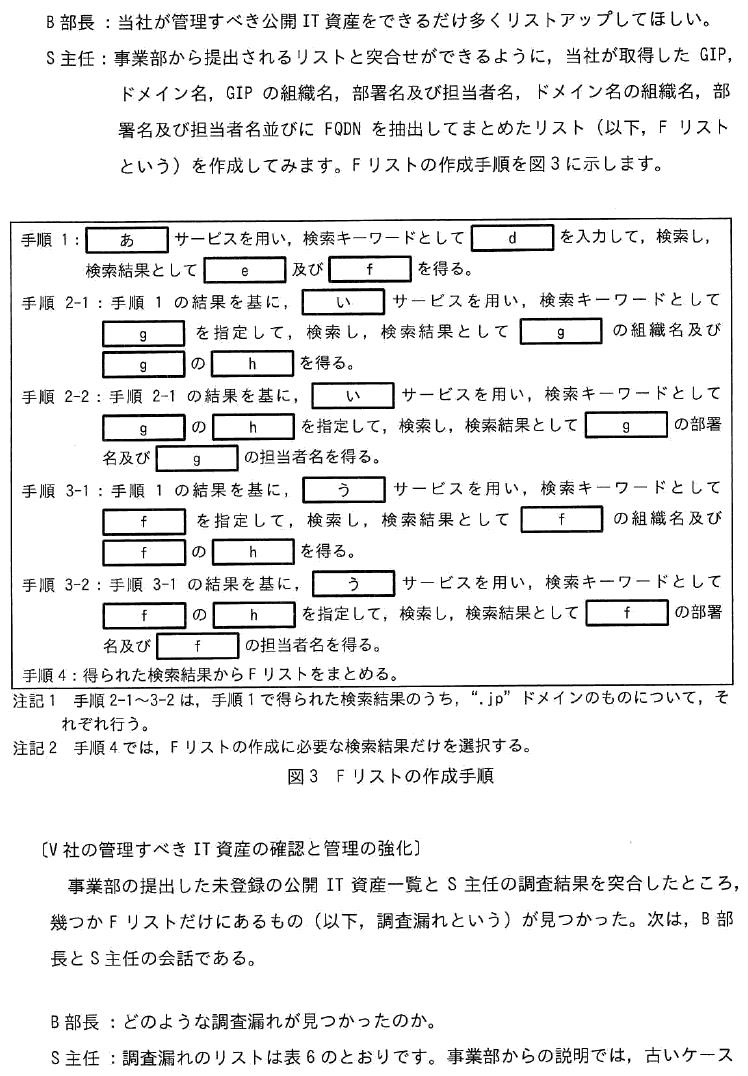 B 部長：当社が管理すべき公開 IT 資産をできるだけ多くリストアップしてほしい。
S 主任：事業部から提出されるリストと突合せができるように，当社が取得した GIP，
ドメイン名，GIP の組織名，部署名及び担当者名，ドメイン名の組織名，部
署名及び担当者名並びに FQDN を抽出してまとめたリスト（以下，F リスト
という）を作成してみます。F リストの作成手順を図 3 に示します。
手順 1： あ サービスを用い，検索キーワードとして d を入力して，検索し，
検索結果として e 及び f を得る。
手順 2-1：手順 1 の結果を基に， い サービスを用い，検索キーワードとして
g を指定して，検索し，検索結果として g の組織名及び
g の h を得る。
手順 2-2：手順 2-1 の結果を基に， い サービスを用い，検索キーワードとして
g の h を指定して，検索し，検索結果として g の部署
名及び g の担当者名を得る。
手順 3-1：手順 1 の結果を基に， う サービスを用い，検索キーワードとして
f を指定して，検索し，検索結果として f の組織名及び
f の h を得る。
手順 3-2：手順 3-1 の結果を基に， う サービスを用い，検索キーワードとして
f の h を指定して，検索し，検索結果として f の部署
名及び f の担当者名を得る。
手順 4：得られた検索結果から F リストをまとめる。
注記 1　手順 2-1～3-2 は，手順 1 で得られた検索結果のうち，“.jp”ドメインのものについて，そ
れぞれ行う。
注記 2　手順 4 では，F リストの作成に必要な検索結果だけを選択する。
図 3　F リストの作成手順
〔V 社の管理すべき IT 資産の確認と管理の強化〕
事業部の提出した未登録の公開 IT 資産一覧と S 主任の調査結果を突合したところ，
幾つか F リストだけにあるもの（以下，調査漏れという）が見つかった。次は，B 部
長と S 主任の会話である。
B 部長：どのような調査漏れが見つかったのか。
S 主任：調査漏れのリストは表 6 のとおりです。事業部からの説明では，古いケース